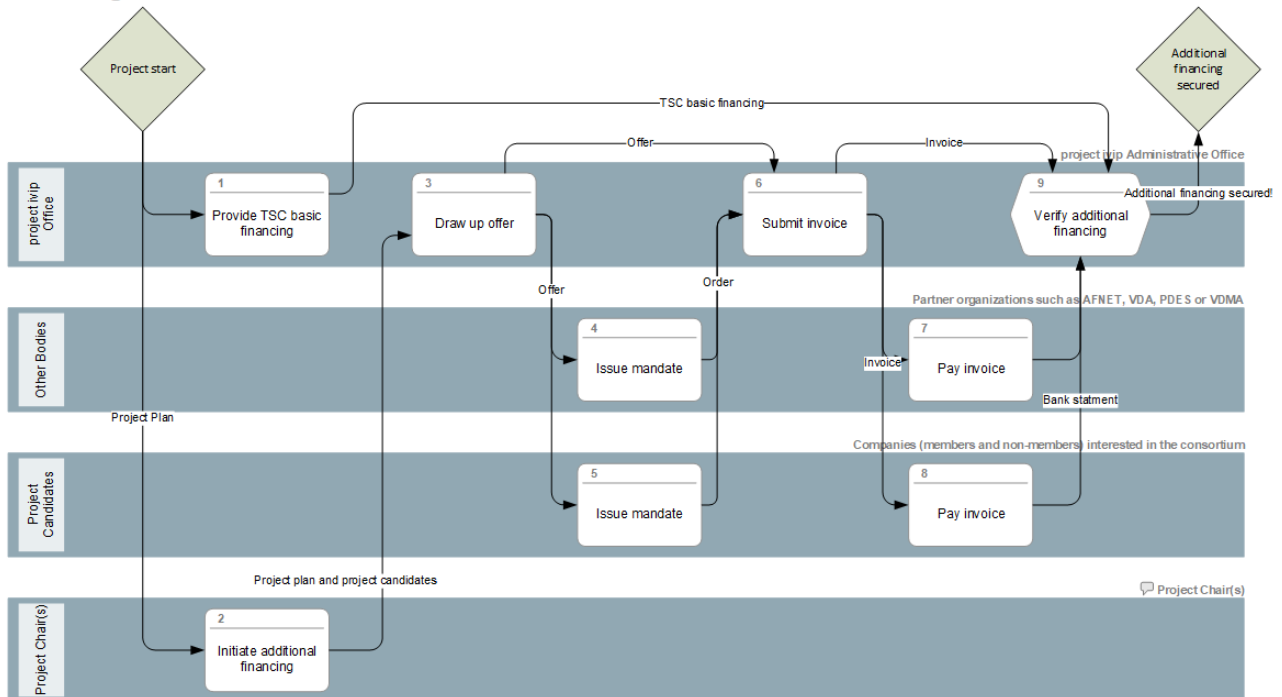 Project start
Additional
financing
secured
TSC basic financing
Offer
Invoice
project ivip Administrative Office
project ivip
Office
1
Provide TSC basic
financing
3
Draw up offer
6
Submit invoice
9
Verify additional
financing
Additional financing secured!
Offer
Order
Partner organizations such as AFNET, VDA, PDES or VDMA
Other Bodies
4
Issue mandate
7
Pay invoice
Invoice
Bank statment
Project Plan
Companies (members and non-members) interested in the consortium
Project
Candidates
5
Issue mandate
8
Pay invoice
Project plan and project candidates
Project Chair(s)
Project Chair(s)
2
Initiate additional
financing